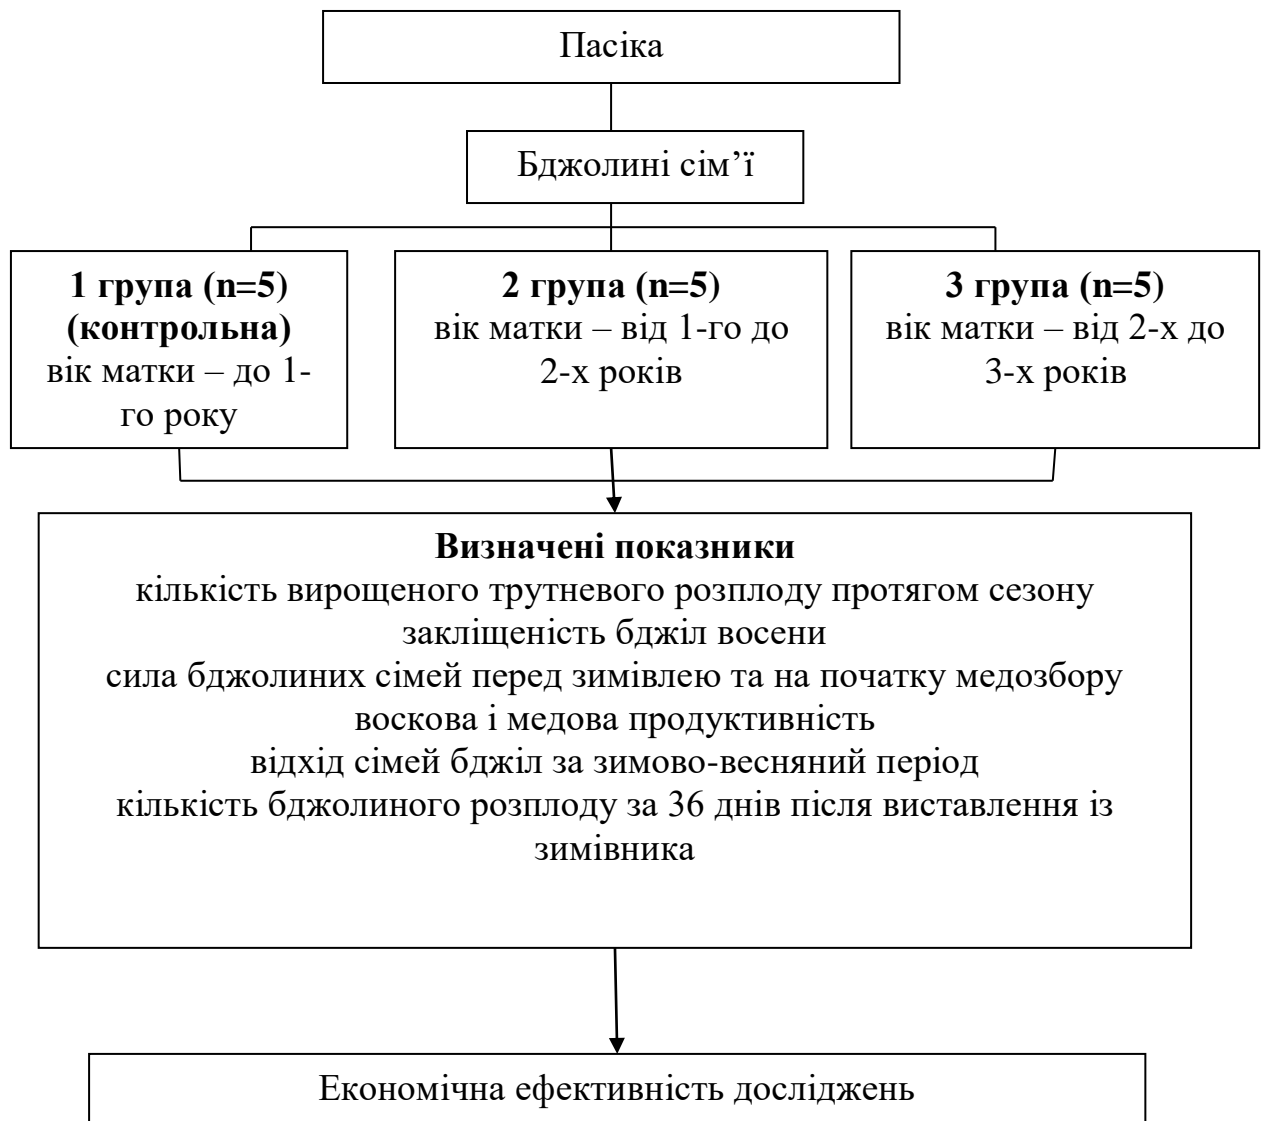 Пасіка
Бджолині сім’ї
1 група (n=5)
(контрольна)
вік матки – до 1-
го року
2 група (n=5)
вік матки – від 1-го до
2-х років
3 група (n=5)
вік матки – від 2-х до
3-х років
Визначені показники
кількість вирощеного трутневого розплоду протягом сезону
закліщеність бджіл восени
сила бджолиних сімей перед зимівлею та на початку медозбору
воскова і медова продуктивність
відхід сімей бджіл за зимово-весняний період
кількість бджолиного розплоду за 36 днів після виставлення із
зимівника
Економічна ефективність досліджень